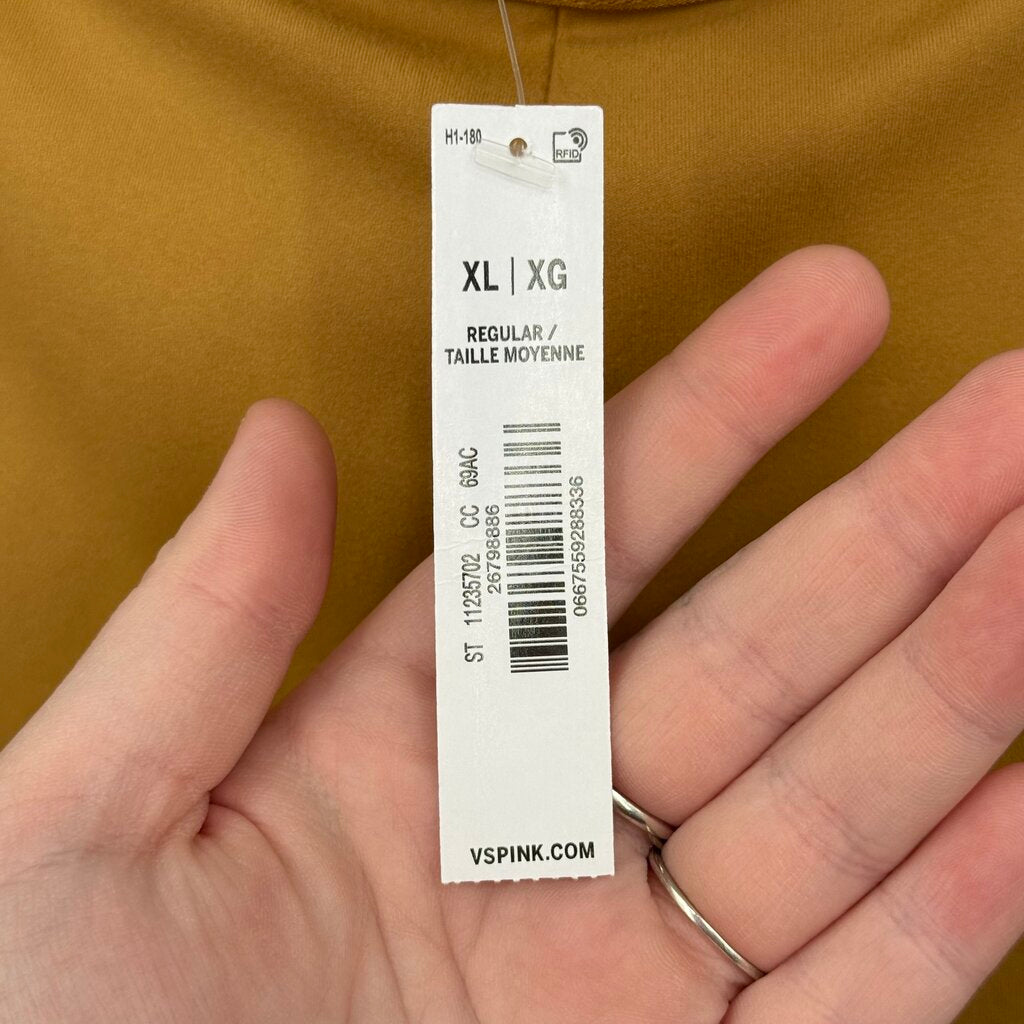 H1-180
RFID
XL | XG
REGULAR /
TAILLE MOYENNE
ST 11235702 CC 69AC
26798886
0667559288336
VSPINK.COM